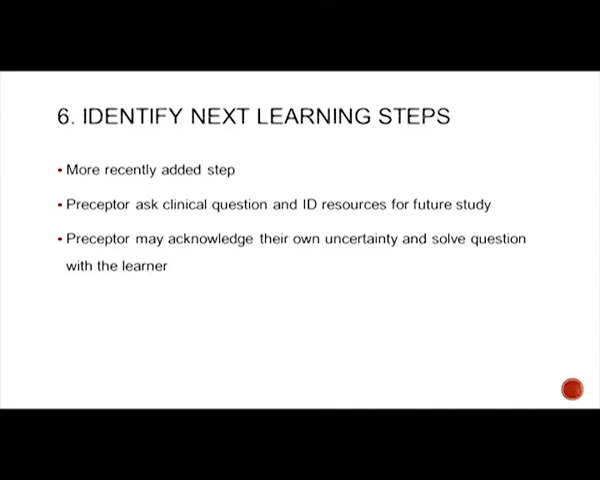 6. IDENTIFY NEXT LEARNING STEPS
• More recently added step
• Preceptor ask clinical question and ID resources for future study
• Preceptor may acknowledge their own uncertainty and solve question
with the learner